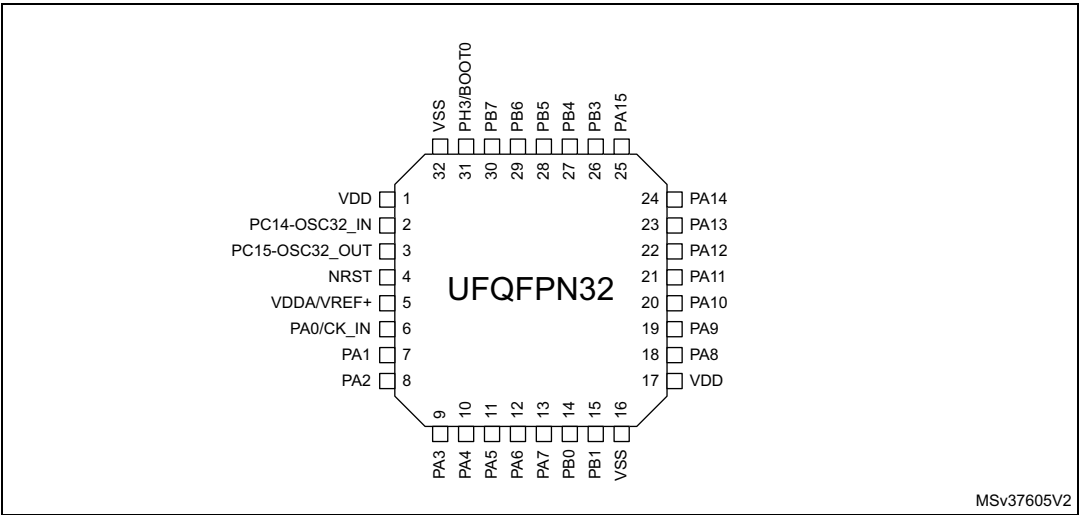 VSS
PH3/BOOT0
PB7
PB6
PB5
PB4
PB3
PA15
32
31
30
29
28
27
26
25
VDD 1
PC14-OSC32_IN 2
PC15-OSC32_OUT 3
NRST 4
VDDA/VREF+ 5
PA0/CK_IN 6
PA1 7
PA2 8
UFQFPN32
24 PA14
23 PA13
22 PA12
21 PA11
20 PA10
19 PA9
18 PA8
17 VDD
9
10
11
12
13
14
15
16
PA3
PA4
PA5
PA6
PA7
PB0
PB1
VSS
MSv37605V2